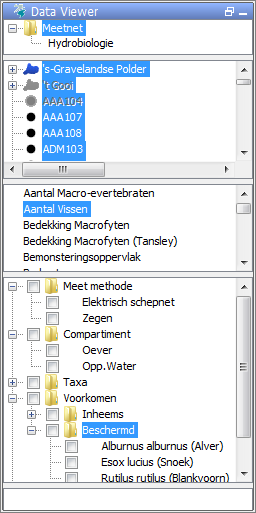 Data Viewer
Meetnet
Hydrobiologie
's-Gravelandse Polder
't Gooi
AAA104
AAA107
AAA108
ADM103
Aantal Macro-evertebraten
Aantal Vissen
Bedekking Macrofyten
Bedekking Macrofyten (Tansley)
Bemonsteringsoppervlak
Meet methode
Elektrisch schepnet
Zegen
Compartiment
Oever
Opp.Water
Taxa
Voorkomen
Inheems
Beschermd
Alburnus alburnus (Alver)
Esox lucius (Snoek)
Rutilus rutilus (Blankvoorn)